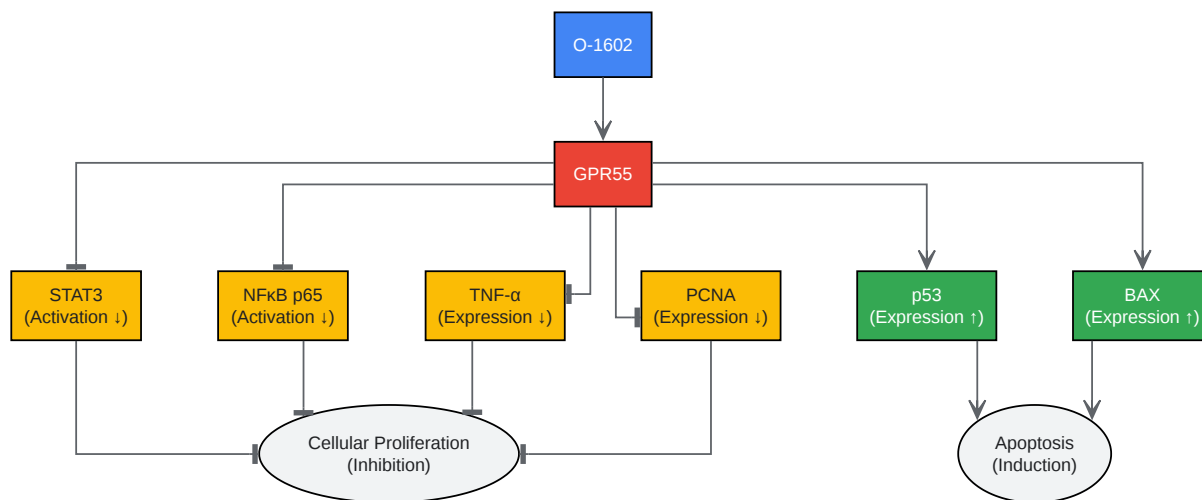 O-1602
GPR55
STAT3
(Activation ↓)
NFκB p65
(Activation ↓)
TNF-α
(Expression ↓)
PCNA
(Expression ↓)
p53
(Expression ↑)
BAX
(Expression ↑)
Cellular Proliferation
(Inhibition)
Apoptosis
(Induction)